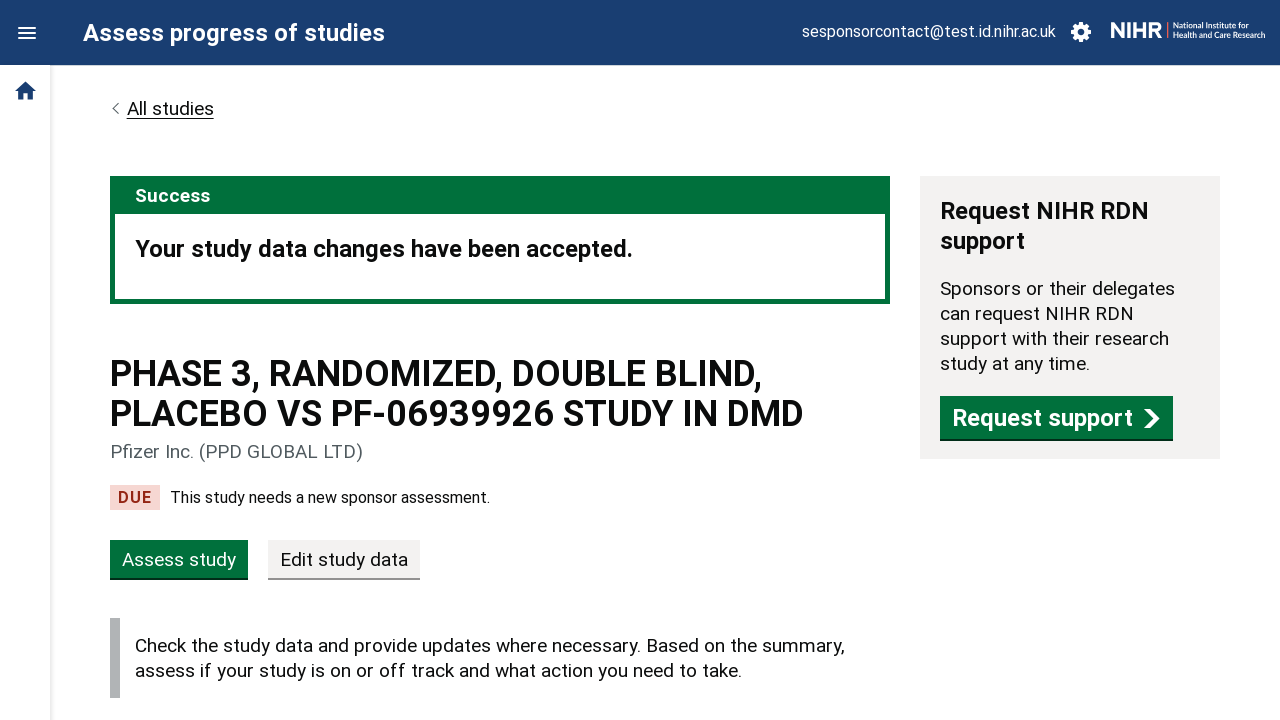 Assess progress of studies
sesponsorcontact@test.id.nihr.ac.uk
NIHR
National Institute for
Health and Care Research
All studies
Success
Your study data changes have been accepted.
PHASE 3, RANDOMIZED, DOUBLE BLIND,
PLACEBO VS PF-06939926 STUDY IN DMD
Pfizer Inc. (PPD GLOBAL LTD)
DUE This study needs a new sponsor assessment.
Assess study
Edit study data
Check the study data and provide updates where necessary. Based on the summary,
assess if your study is on or off track and what action you need to take.
Request NIHR RDN
support
Sponsors or their delegates
can request NIHR RDN
support with their research
study at any time.
Request support